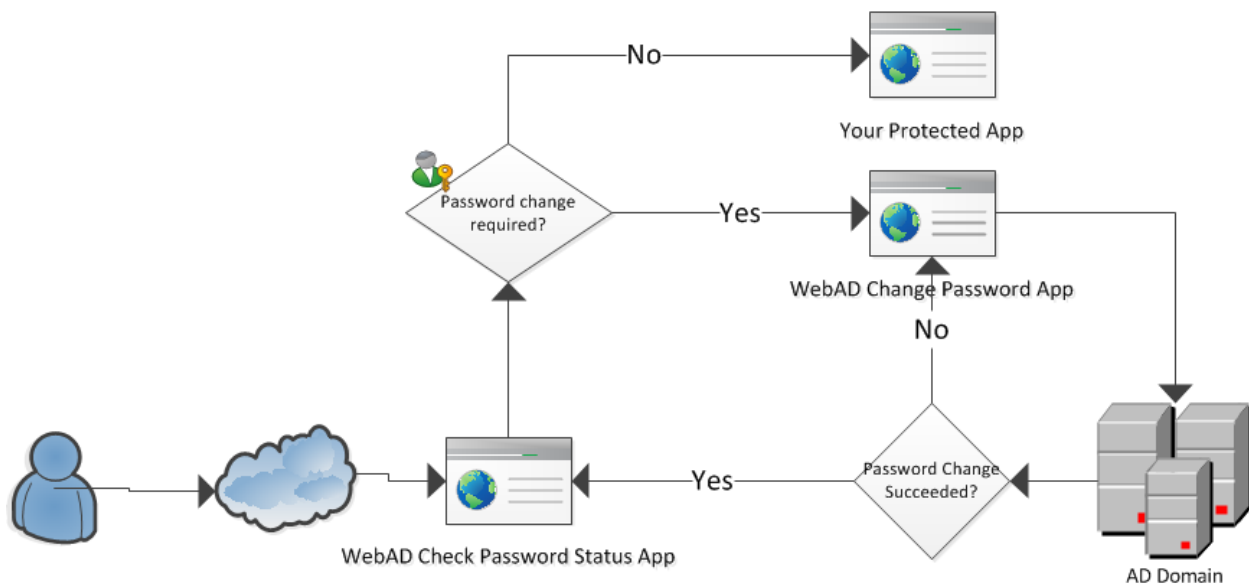 No
Your Protected App
Password change
required?
Yes
WebAD Change Password App
No
Password Change
Succeeded?
Yes
WebAD Check Password Status App
AD Domain